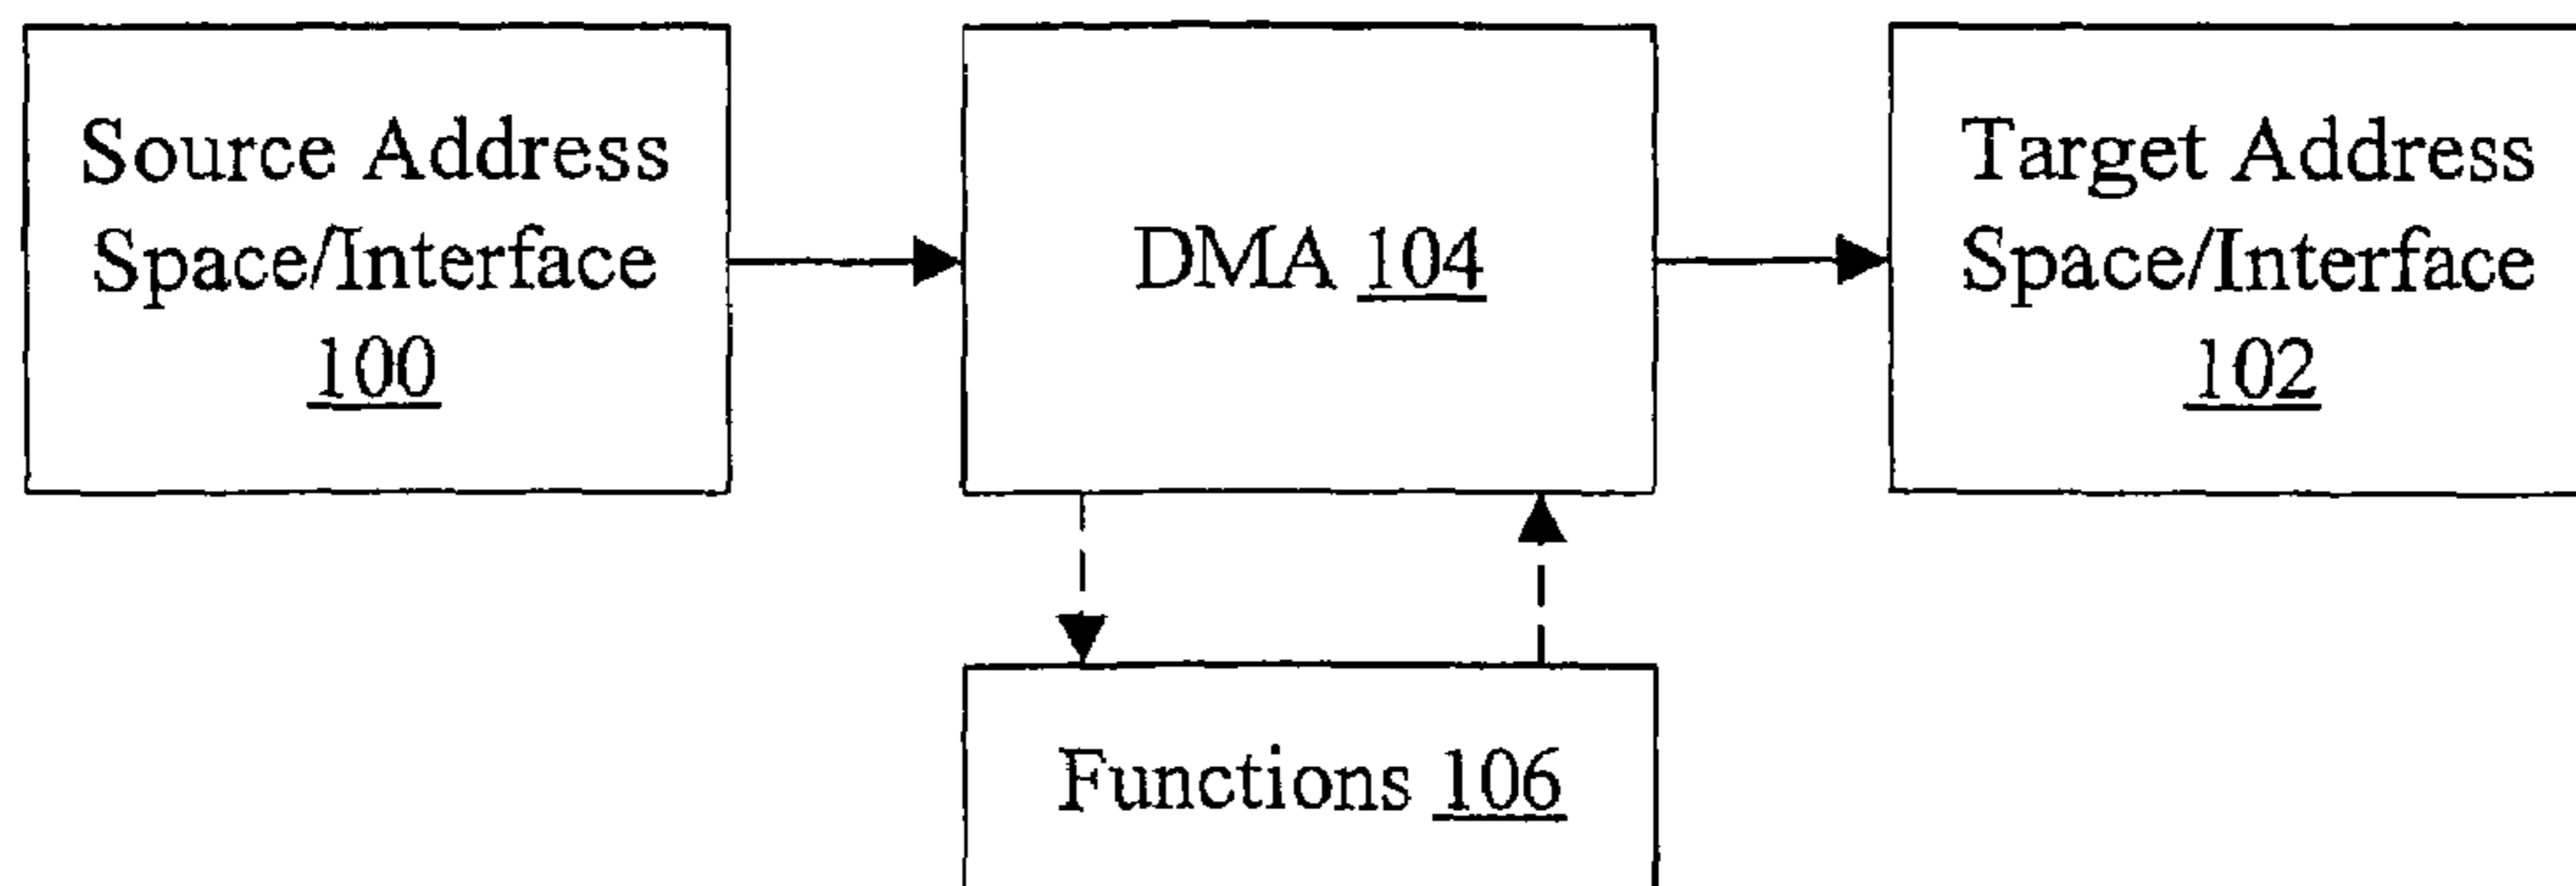 Source Address
Space/Interface
100
DMA 104
Target Address
Space/Interface
102
Functions 106